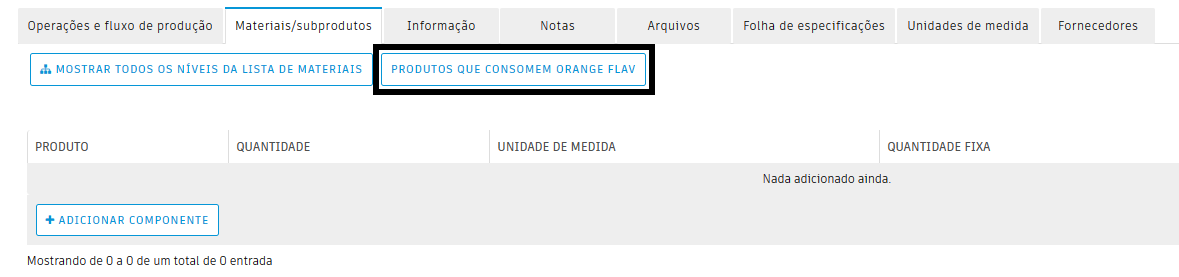 Operações e fluxo de produção Materiais/subprodutos Informação Notas Arquivos Folha de especificações Unidades de medida Fornecedores
MOSTRAR TODOS OS NÍVEIS DA LISTA DE MATERIAIS PRODUTOS QUE CONSOMEM ORANGE FLAV
PRODUTO QUANTIDADE UNIDADE DE MEDIDA QUANTIDADE FIXA
Nada adicionado ainda.
+ ADICIONAR COMPONENTE
Mostrando de 0 a 0 de um total de 0 entrada